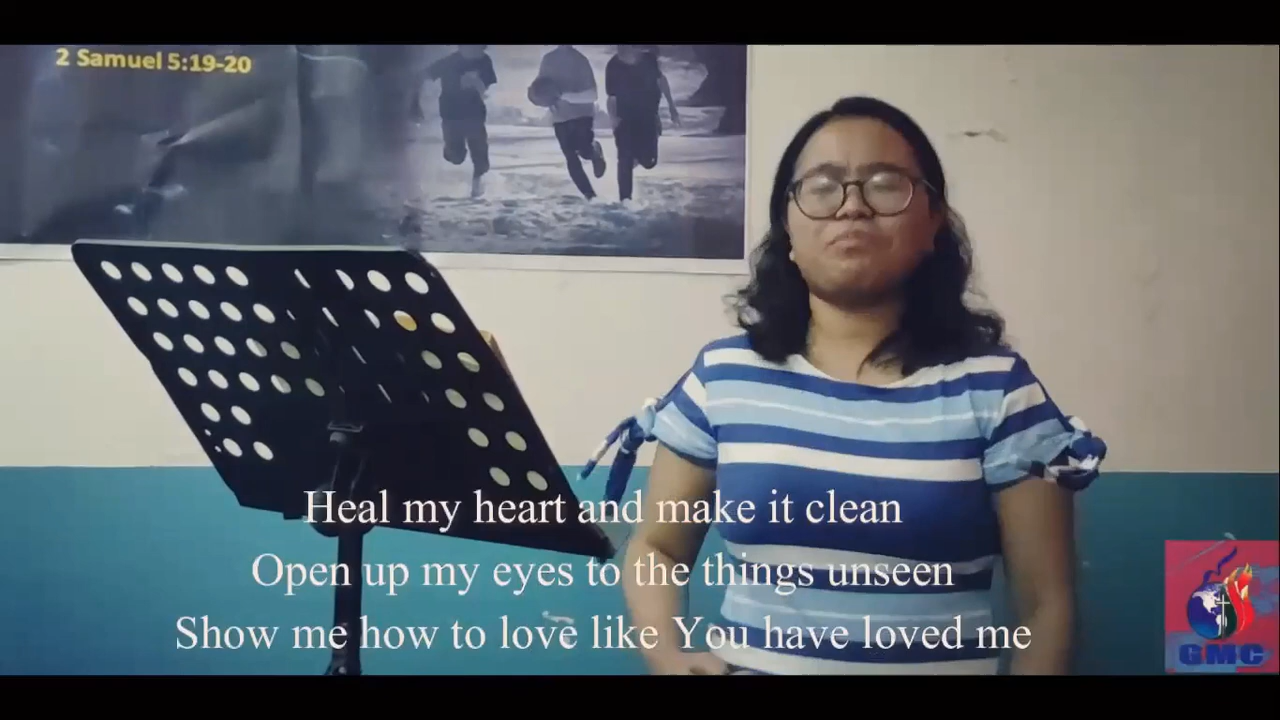 2 Samuel 5:19-20
Heal my heart and make it clean
Open up my eyes to the things unseen
Show me how to love like You have loved me
GMC